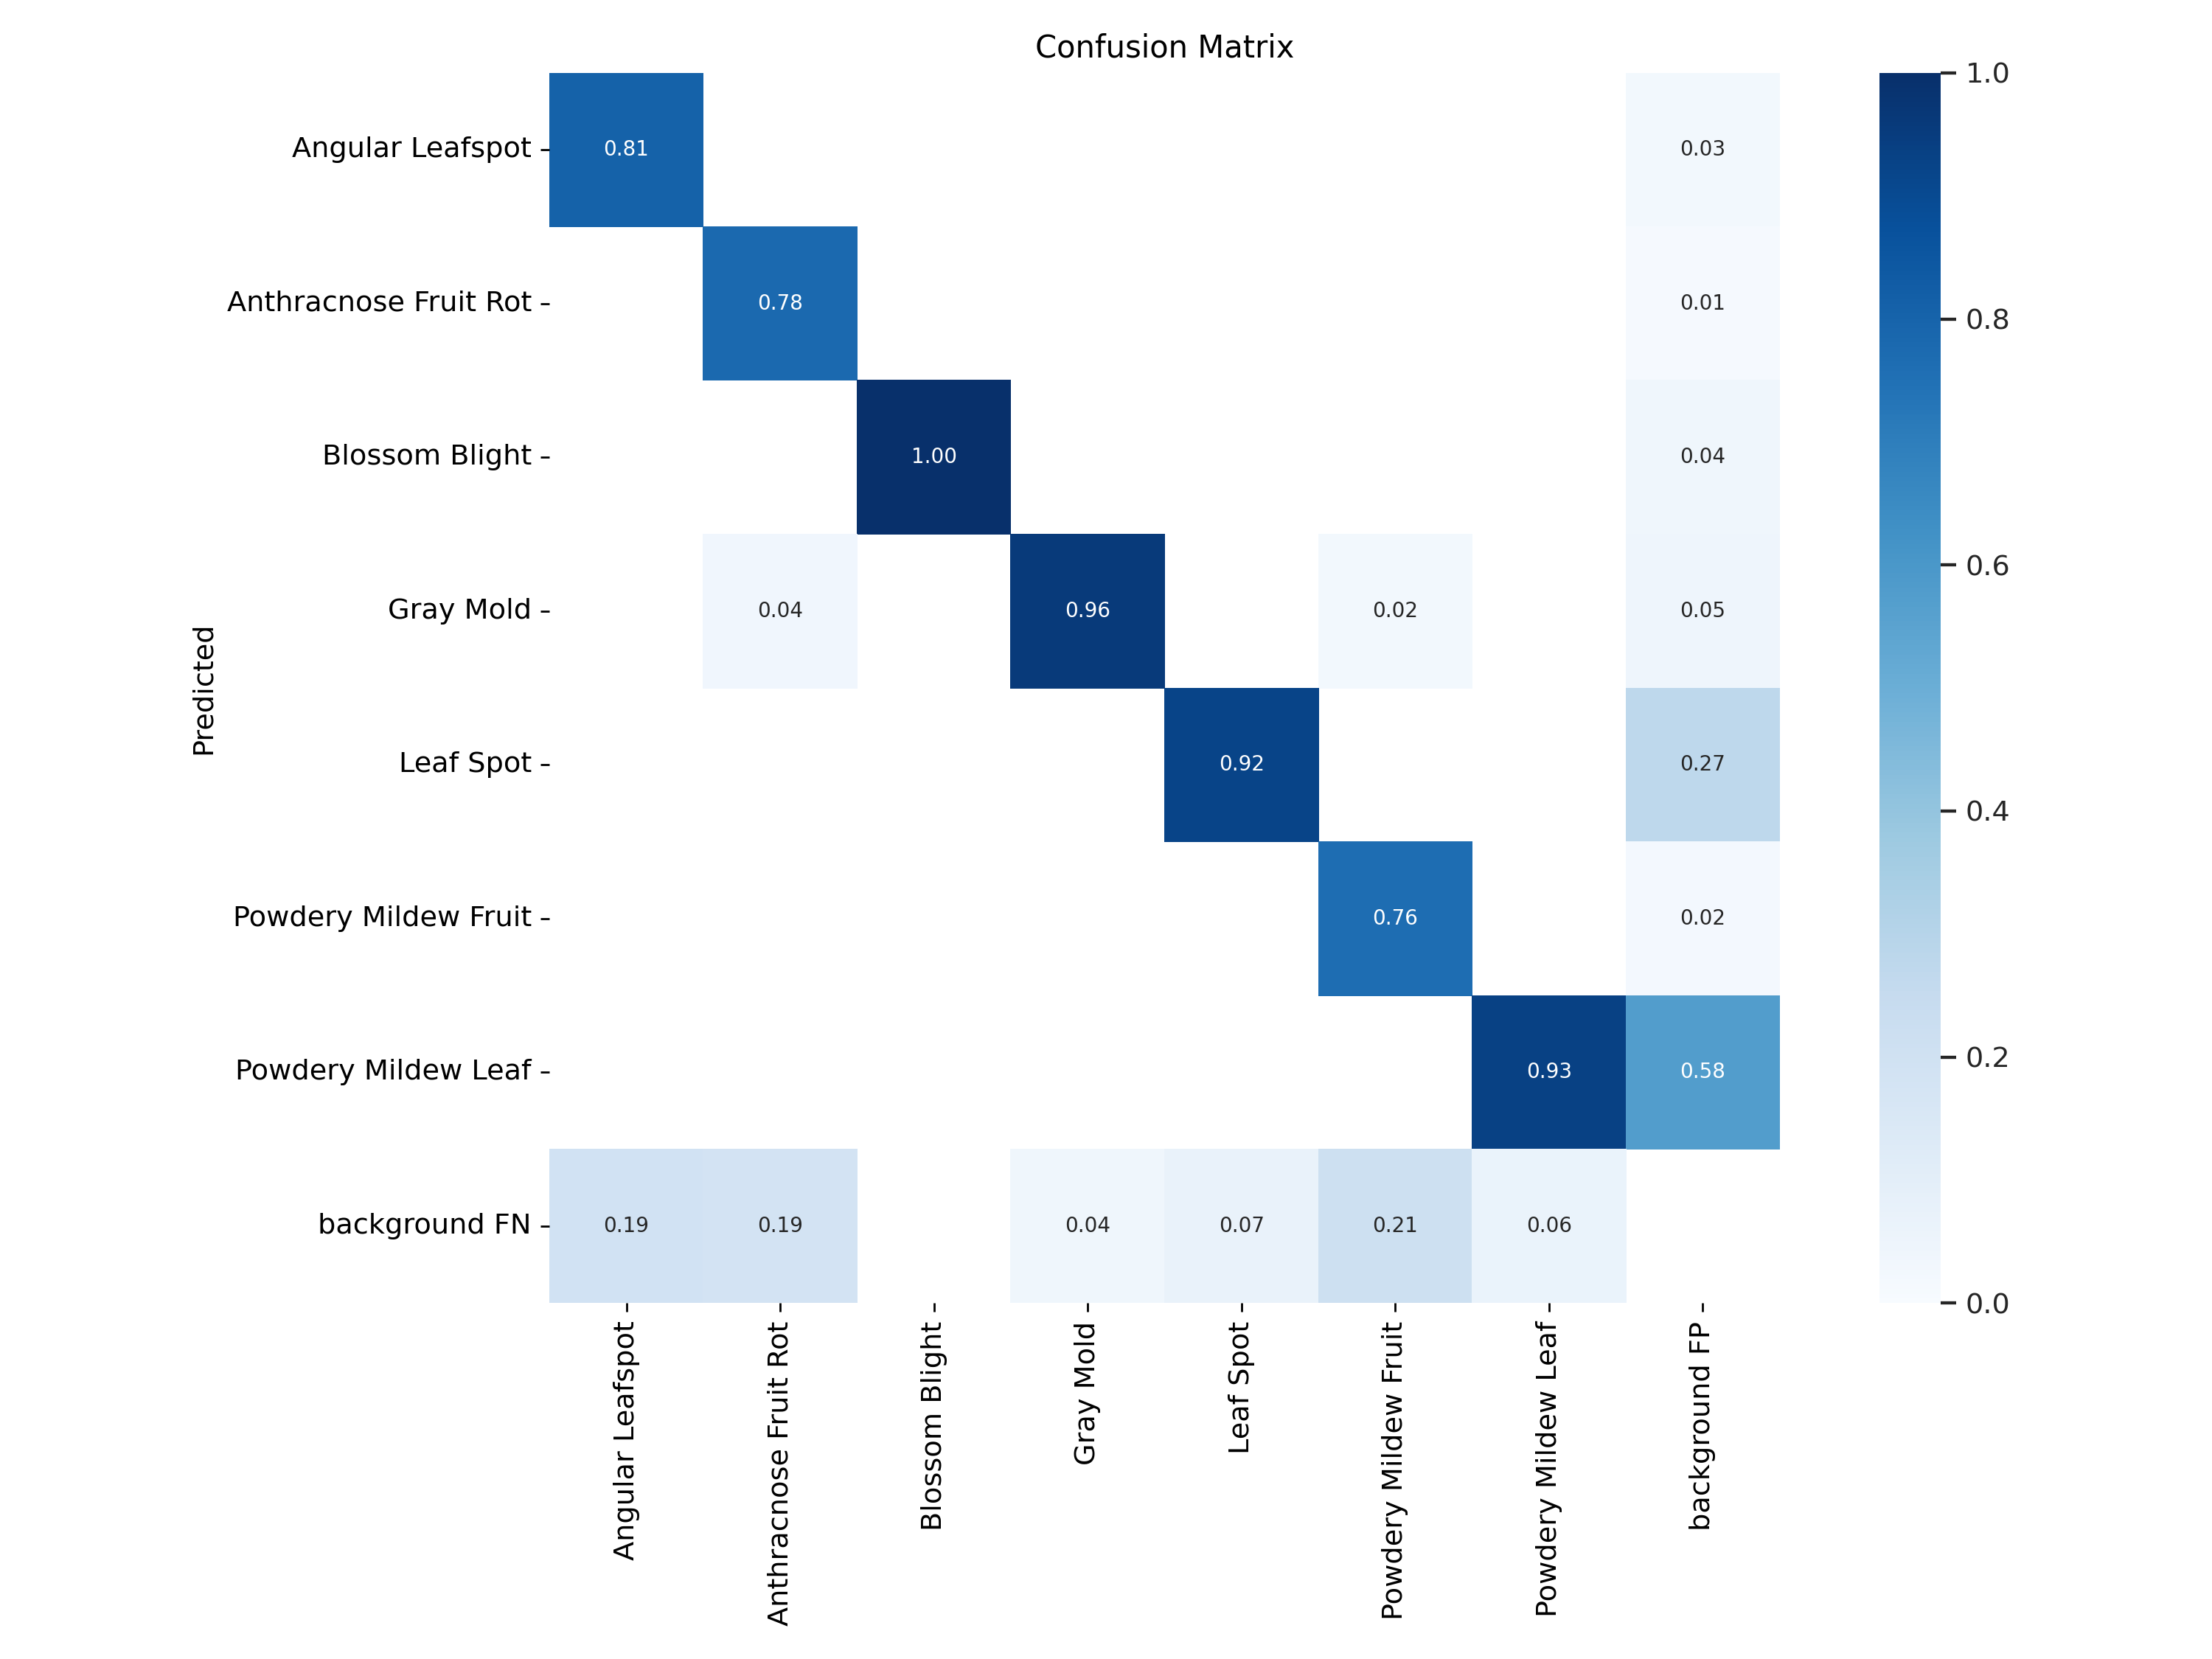 Confusion Matrix
Predicted
Angular Leafspot 0.81 0.03
Anthracnose Fruit Rot 0.78 0.01
Blossom Blight 1.00 0.04
Gray Mold 0.04 0.96 0.02 0.05
Leaf Spot 0.92 0.27
Powdery Mildew Fruit 0.76 0.02
Powdery Mildew Leaf 0.93 0.58
background FN 0.19 0.19 0.04 0.07 0.21 0.06
Angular Leafspot
Anthracnose Fruit Rot
Blossom Blight
Gray Mold
Leaf Spot
Powdery Mildew Fruit
Powdery Mildew Leaf
background FP
1.0
0.8
0.6
0.4
0.2
0.0